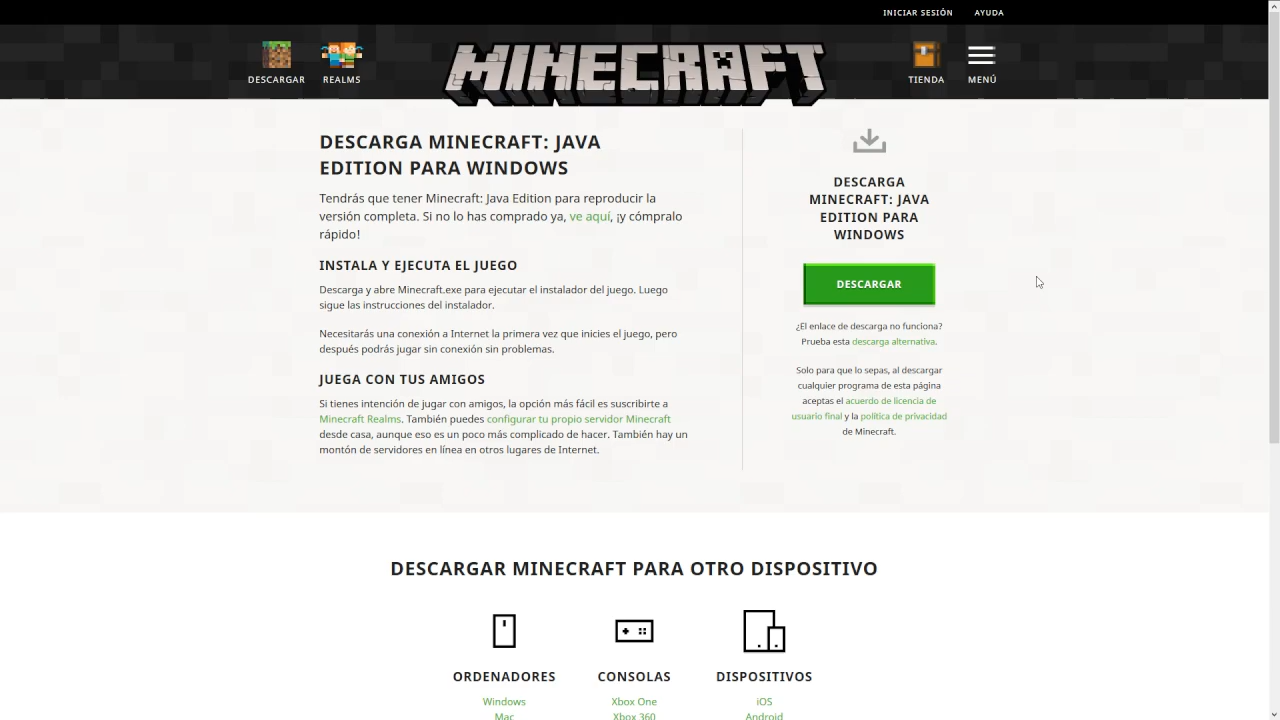 INICIAR SESIÓN
AYUDA
DESCARGAR
REALMS
MINECRAFT
TIENDA
MENÚ
DESCARGA MINECRAFT: JAVA
EDITION PARA WINDOWS
Tendrás que tener Minecraft: Java Edition para reproducir la
versión completa. Si no lo has comprado ya, ve aquí, ¡y cómpralo
rápido!
INSTALA Y EJECUTA EL JUEGO
Descarga y abre Minecraft.exe para ejecutar el instalador del juego. Luego
sigue las instrucciones del instalador.
Necesitarás una conexión a Internet la primera vez que inicies el juego, pero
después podrás jugar sin conexión sin problemas.
JUEGA CON TUS AMIGOS
Si tienes intención de jugar con amigos, la opción más fácil es suscribirte a
Minecraft Realms. También puedes configurar tu propio servidor Minecraft
desde casa, aunque eso es un poco más complicado de hacer. También hay un
montón de servidores en línea en otros lugares de Internet.
DESCARGA
MINECRAFT: JAVA
EDITION PARA
WINDOWS
DESCARGAR
¿El enlace de descarga no funciona?
Prueba esta descarga alternativa.
Solo para que lo sepas, al descargar
cualquier programa de esta página
aceptas el acuerdo de licencia de
usuario final y la política de privacidad
de Minecraft.
DESCARGAR MINECRAFT PARA OTRO DISPOSITIVO
ORDENADORES
Windows
Mac
CONSOLAS
Xbox One
Xbox 360
DISPOSITIVOS
iOS
Android